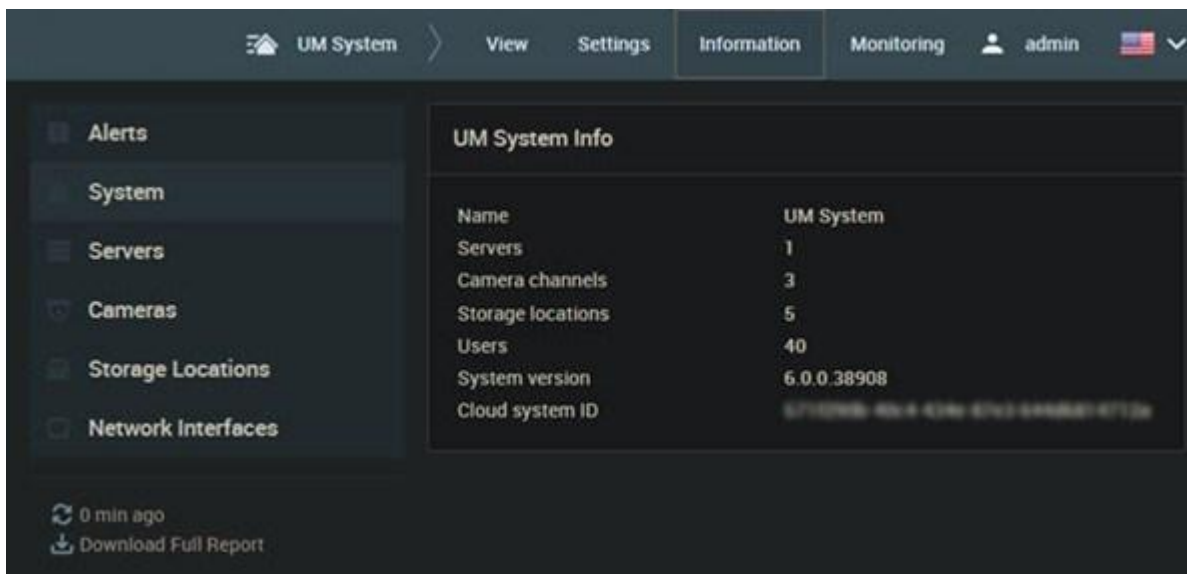 UM System View Settings Information Monitoring admin
Alerts
System
Servers
Cameras
Storage Locations
Network Interfaces
0 min ago
Download Full Report
UM System Info
Name UM System
Servers 1
Camera channels 3
Storage locations 5
Users 40
System version 6.0.0.38908
Cloud system ID